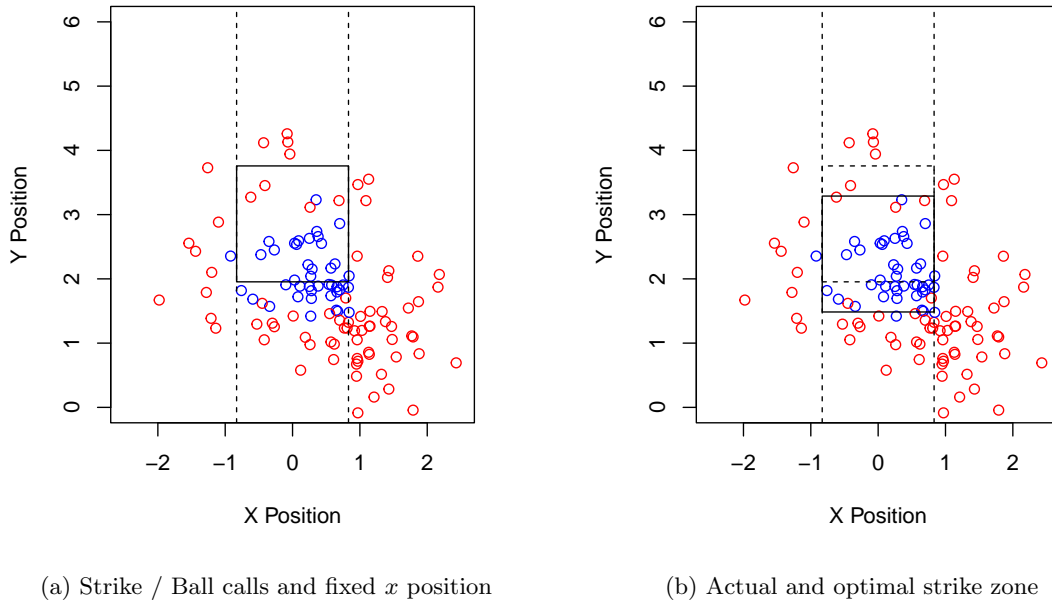 6
5
4
3
2
1
0
Y Position
−2 −1 0 1 2
X Position
(a) Strike / Ball calls and fixed x position
6
5
4
3
2
1
0
Y Position
−2 −1 0 1 2
X Position
(b) Actual and optimal strike zone